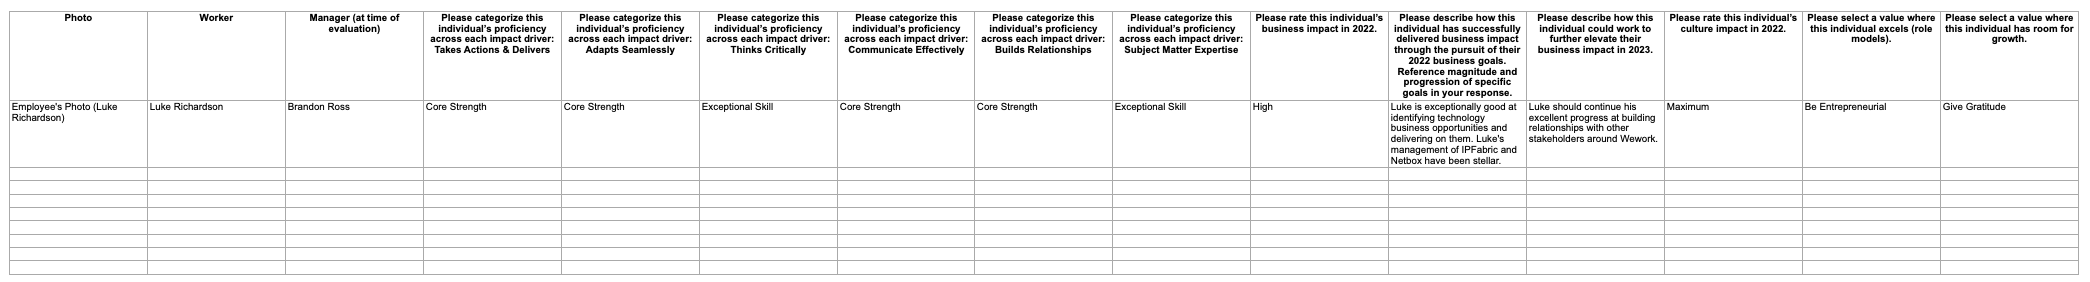 Photo
Worker
Manager (at time of
evaluation)
Please categorize this
individual's proficiency
across each impact driver:
Takes Actions & Delivers
Please categorize this
individual's proficiency
across each impact driver:
Adapts Seamlessly
Please categorize this
individual's proficiency
across each impact driver:
Thinks Critically
Please categorize this
individual's proficiency
across each impact driver:
Communicate Effectively
Please categorize this
individual's proficiency
across each impact driver:
Builds Relationships
Please categorize this
individual's proficiency
across each impact driver:
Subject Matter Expertise
Please rate this individual's
business impact in 2022.
Please describe how this
individual has successfully
delivered business impact
through the pursuit of their
2022 business goals.
Reference magnitude and
progression of specific
goals in your response.
Please describe how this
individual could work to
further elevate their
business impact in 2023.
Please rate this individual's
culture impact in 2022.
Please select a value where
this individual excels (role
models).
Please select a value where
this individual has room for
growth.
Employee's Photo (Luke
Richardson)
Luke Richardson
Brandon Ross
Core Strength
Core Strength
Exceptional Skill
Core Strength
Core Strength
Exceptional Skill
High
Luke is exceptionally good at
identifying technology
business opportunities and
delivering on them. Luke's
management of IPFabric and
Netbox have been stellar.
Luke should continue his
excellent progress at building
relationships with other
stakeholders around Wework.
Maximum
Be Entrepreneurial
Give Gratitude